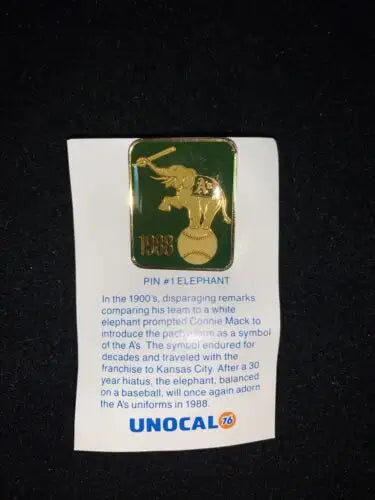 A's
1988
PIN #1 ELEPHANT
In the 1900's, disparaging remarks
comparing his team to a white
elephant prompted Connie Mack to
introduce the pachyderm as a symbol
of the A's. The symbol endured for
decades and traveled with the
franchise to Kansas City. After a 30
year hiatus, the elephant, balanced
on a baseball, will once again adorn
the A's uniforms in 1988.
UNOCAL 76